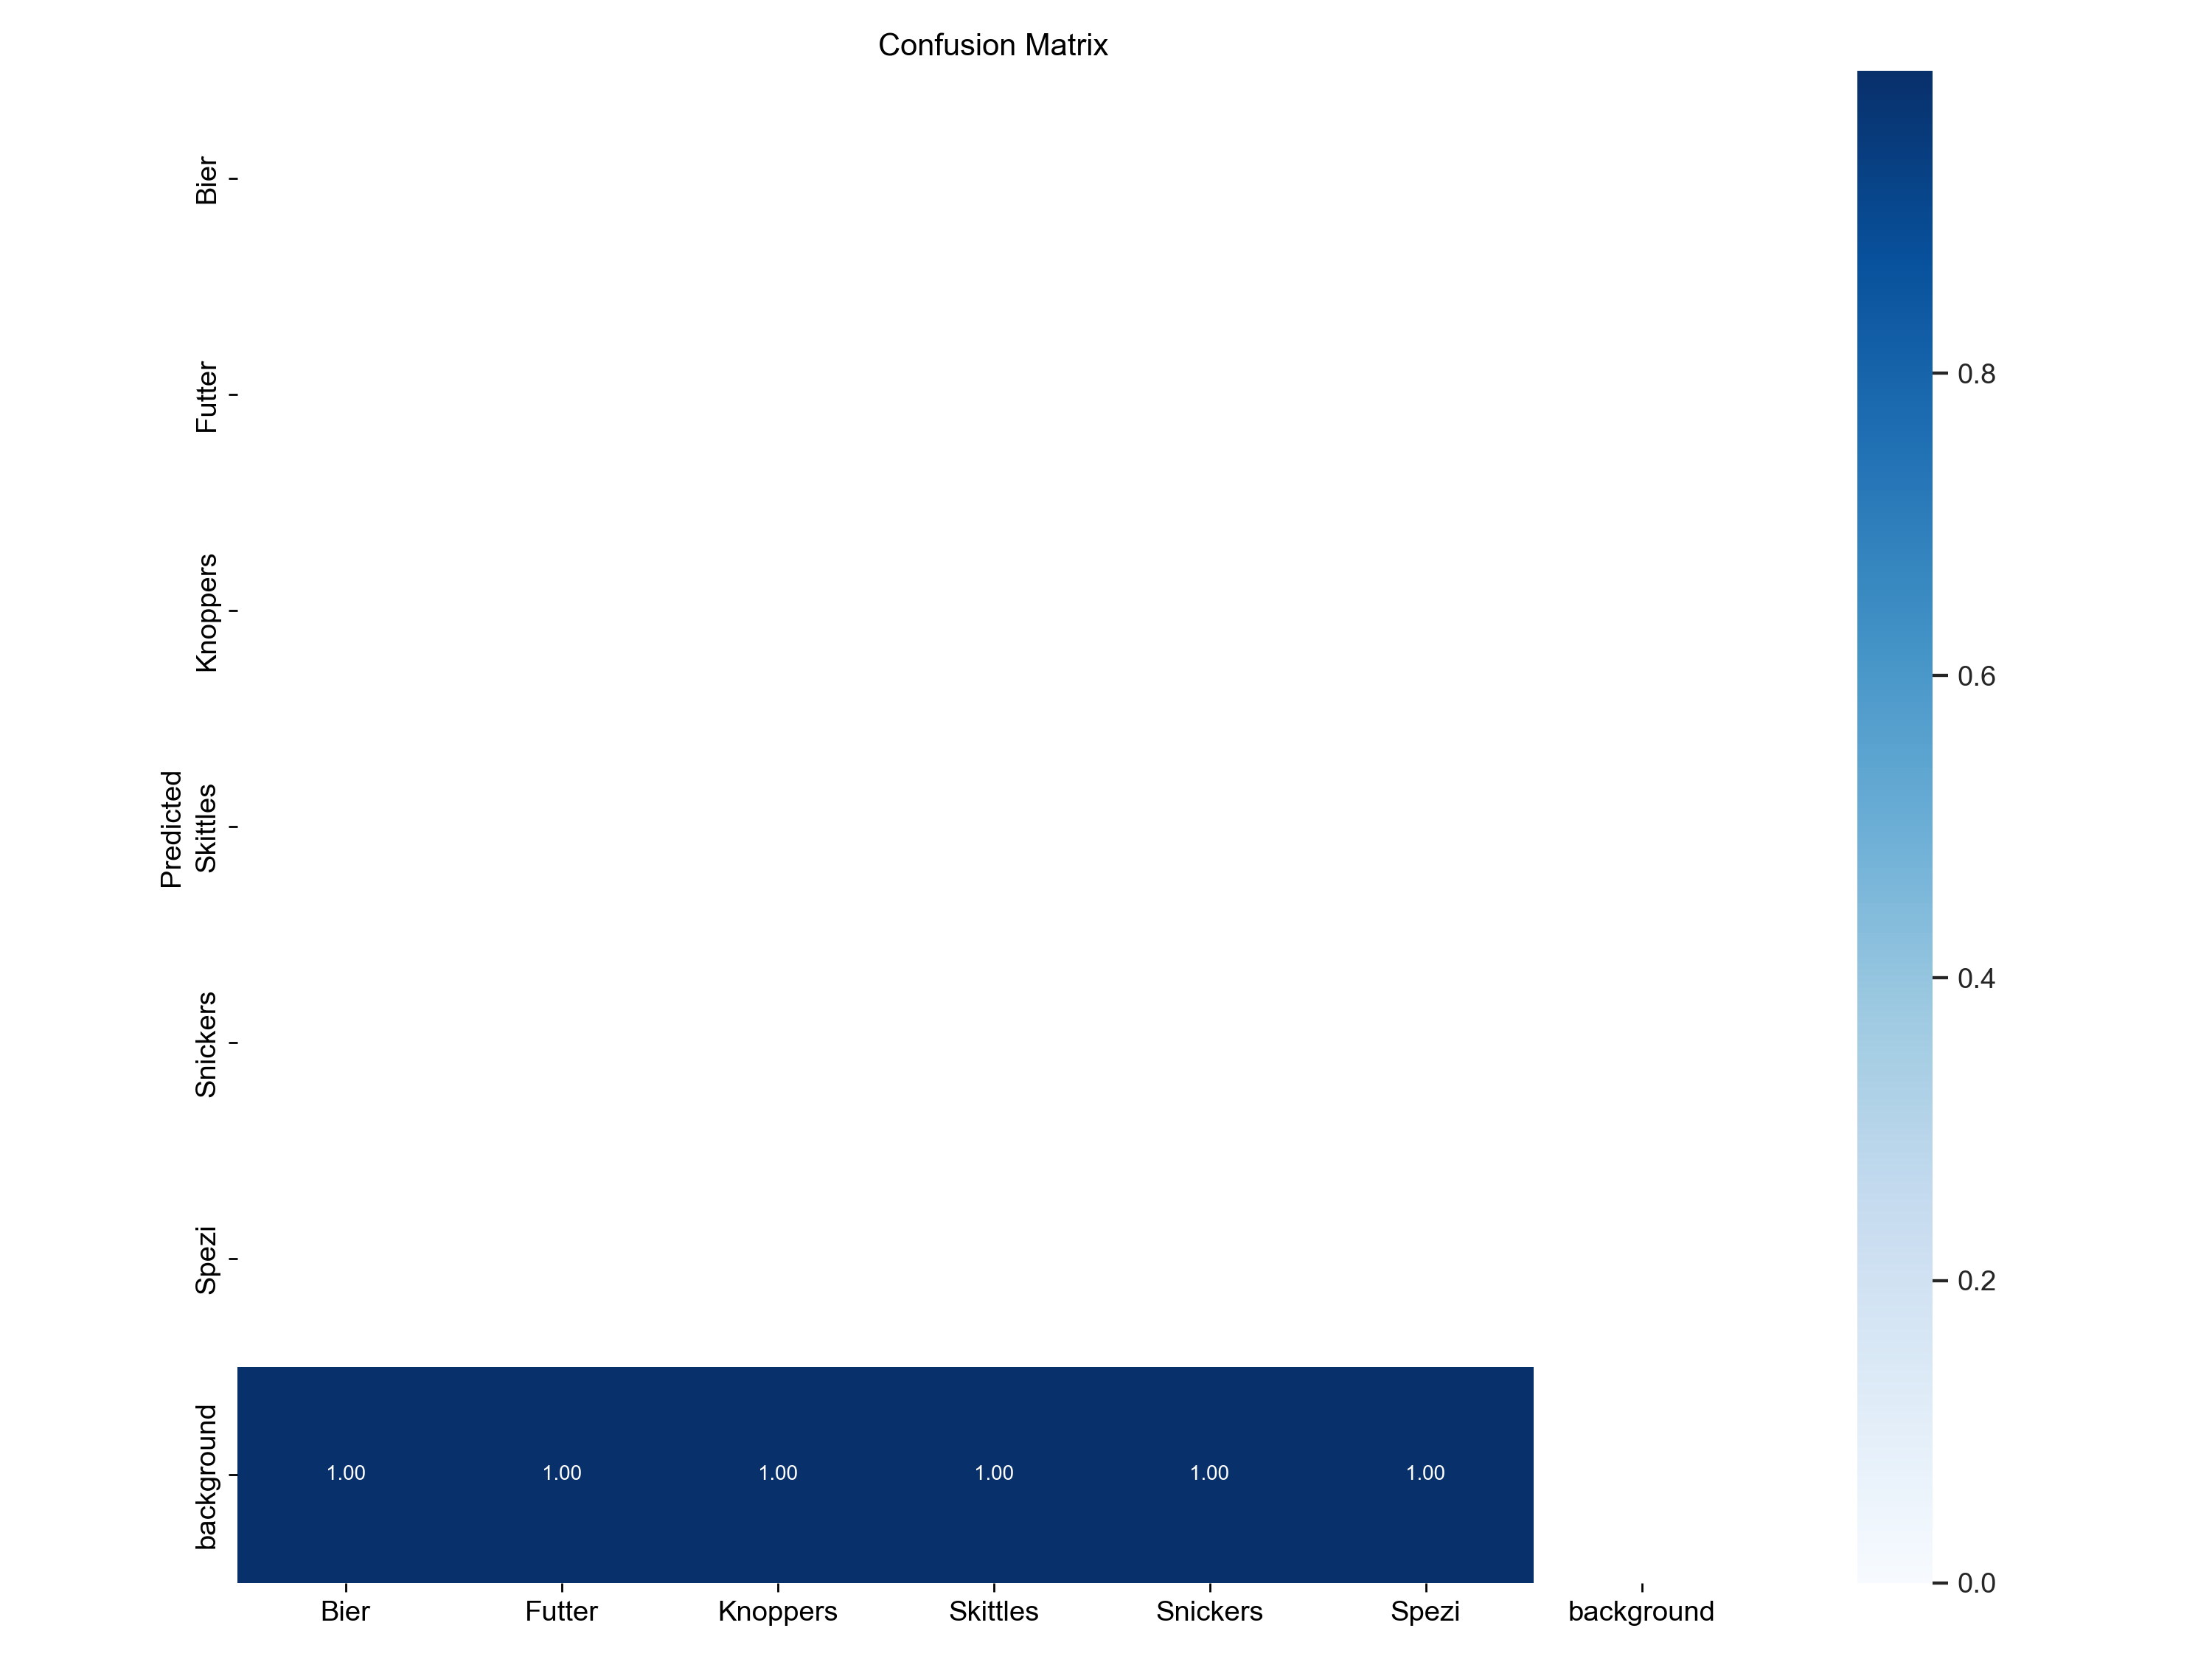 Confusion Matrix
Predicted
Bier
Futter
Knoppers
Skittles
Snickers
Spezi
background
1.00 1.00 1.00 1.00 1.00 1.00
Bier Futter Knoppers Skittles Snickers Spezi background
0.8
0.6
0.4
0.2
0.0